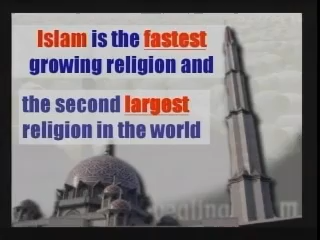 Islam is the fastest
growing religion and
the second largest
religion in the world